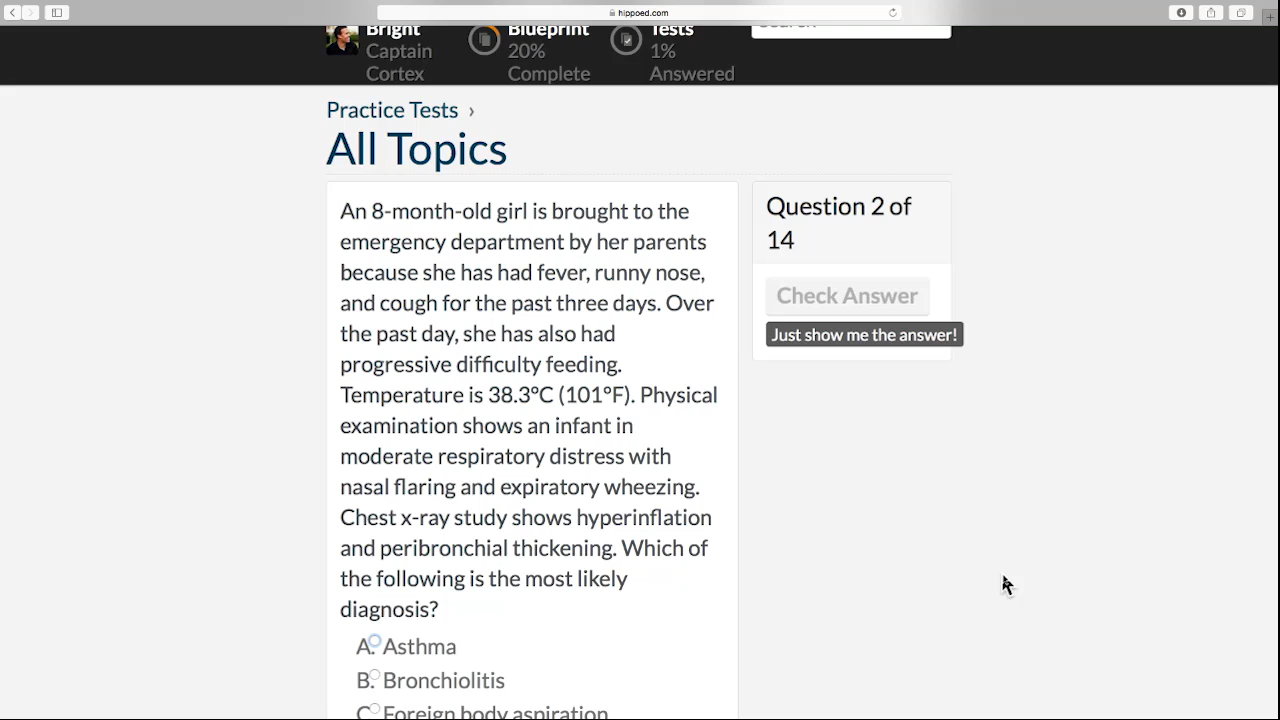 hippoed.com
Bright
Captain
Cortex
Blueprint
20%
Complete
Tests
1%
Answered
Search
Practice Tests ›
All Topics
An 8-month-old girl is brought to the
emergency department by her parents
because she has had fever, runny nose,
and cough for the past three days. Over
the past day, she has also had
progressive difficulty feeding.
Temperature is 38.3°C (101°F). Physical
examination shows an infant in
moderate respiratory distress with
nasal flaring and expiratory wheezing.
Chest x-ray study shows hyperinflation
and peribronchial thickening. Which of
the following is the most likely
diagnosis?
A. Asthma
B. Bronchiolitis
C. Foreign body aspiration
Question 2 of
14
Check Answer
Just show me the answer!